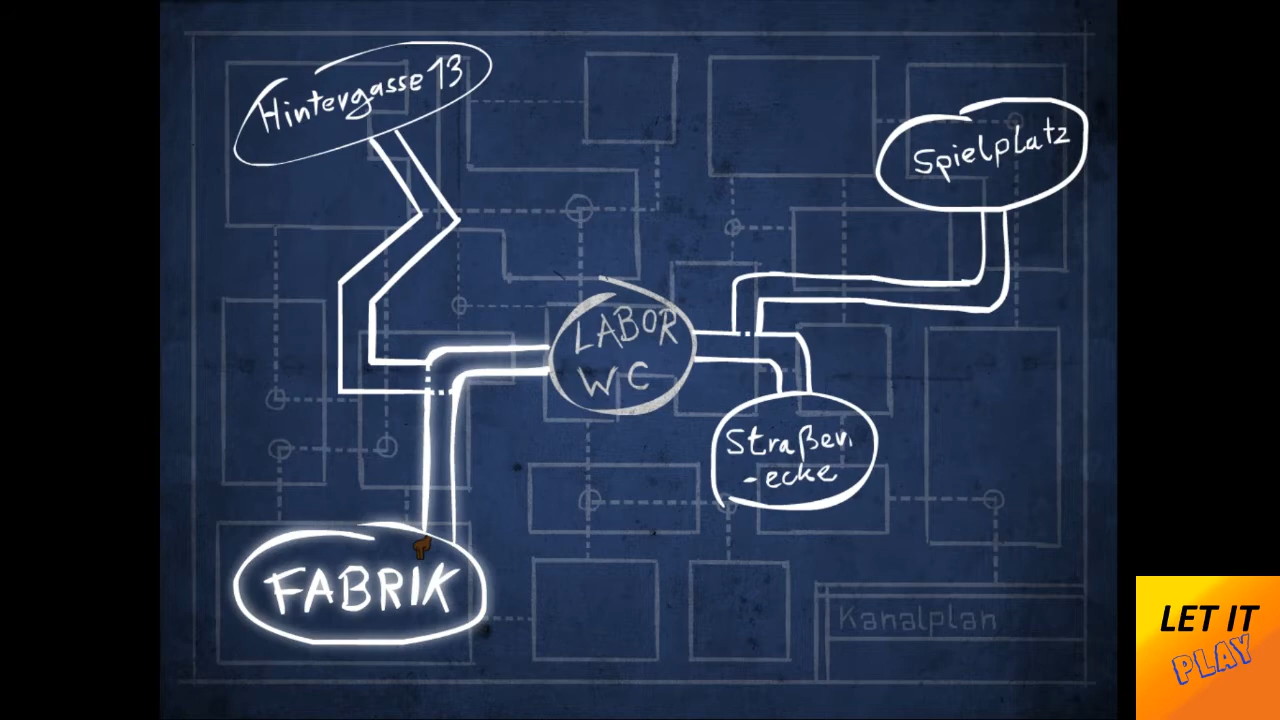 Hintergasse 13
Spielplatz
LABOR
WC
Straßen
-ecke
FABRIK
Kanalplan
LET IT
PLAY